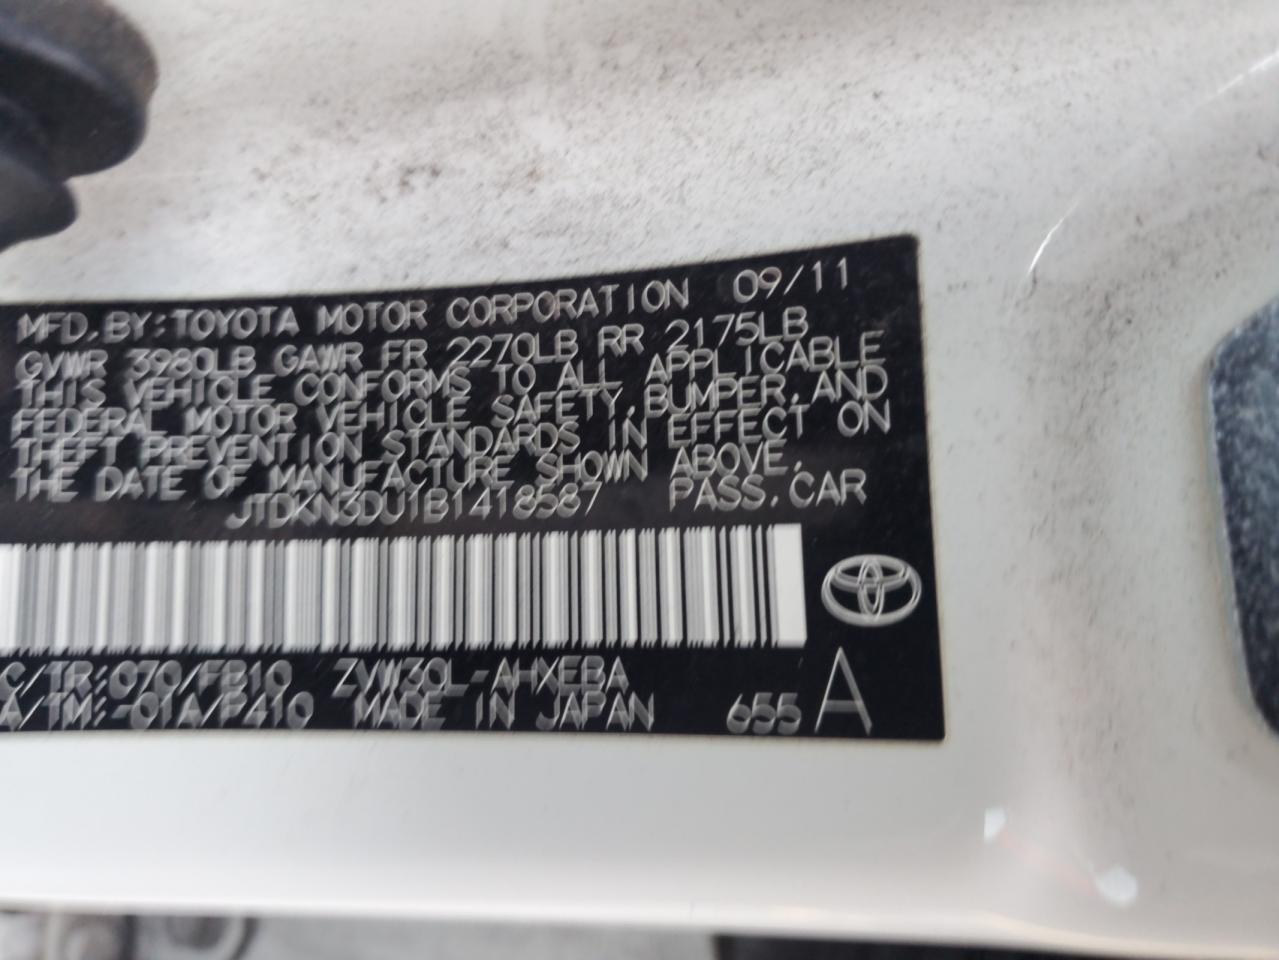 MFD.BY:TOYOTA MOTOR CORPORATION 09/11
GVWR 3980LB GAWR FR 2270LB RR 2175LB
THIS VEHICLE CONFORMS TO ALL APPLICABLE
FEDERAL MOTOR VEHICLE SAFETY,BUMPER,AND
THEFT PREVENTION STANDARDS IN EFFECT ON
THE DATE OF MANUFACTURE SHOWN ABOVE.
JTDKN3DU1B1418587 PASS.CAR
C/TR:070/FB10 ZVW30L-AHXEBA
A/TM:-01A/P410 MADE IN JAPAN 655 A